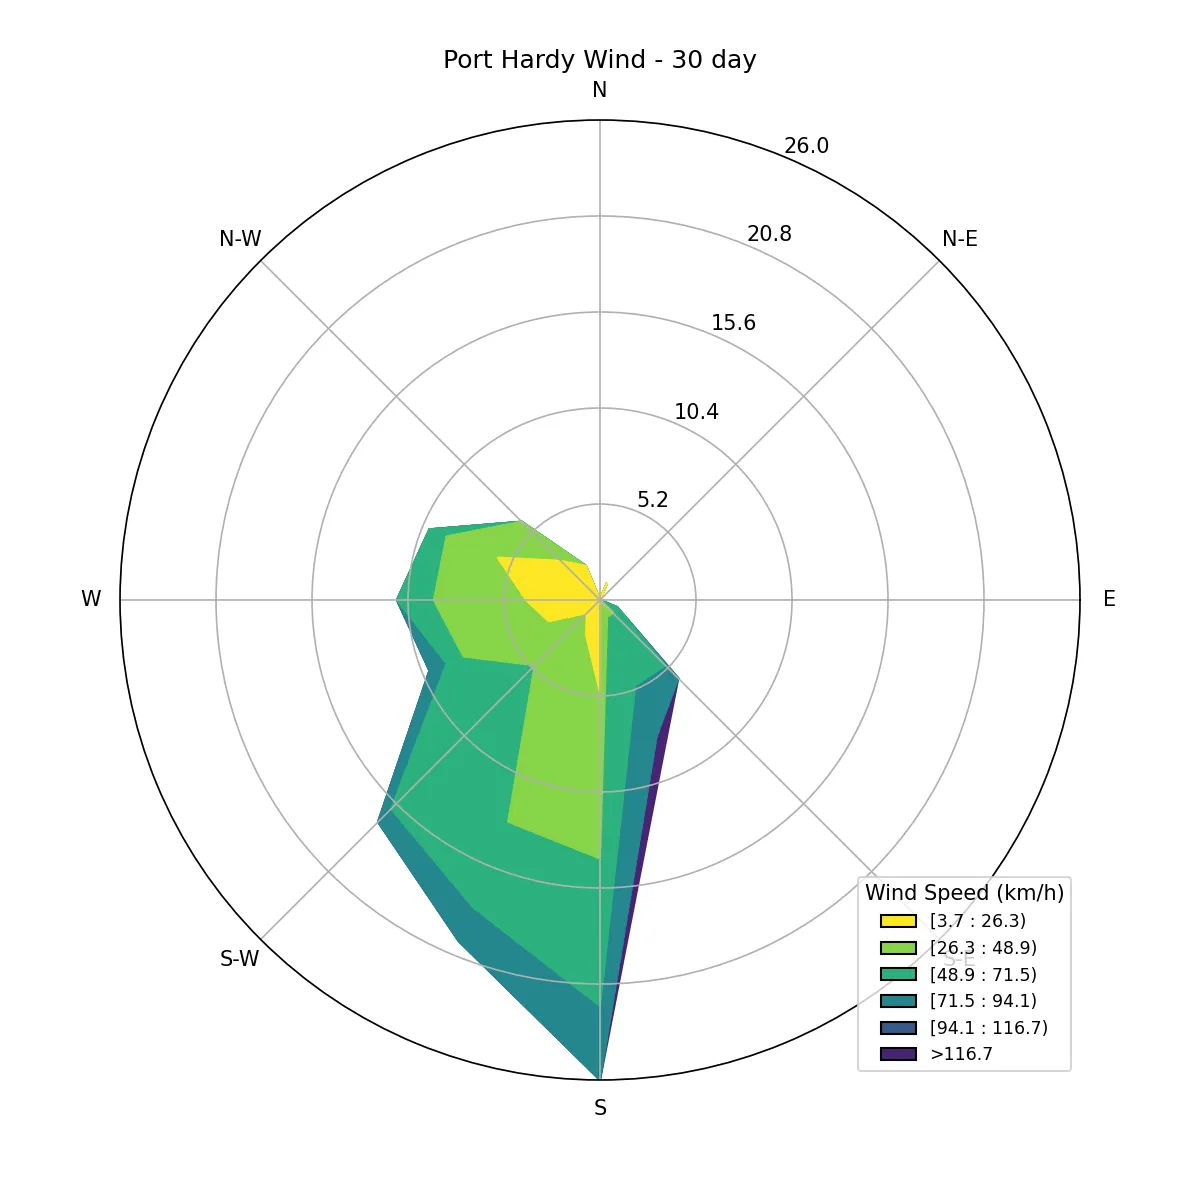 Port Hardy Wind - 30 day
N
26.0
N-W
20.8
N-E
15.6
10.4
5.2
W
E
Wind Speed (km/h)
[3.7 : 26.3)
[26.3 : 48.9)
S-W
S-E
[48.9 : 71.5)
[71.5 : 94.1)
[94.1 : 116.7)
>116.7
S